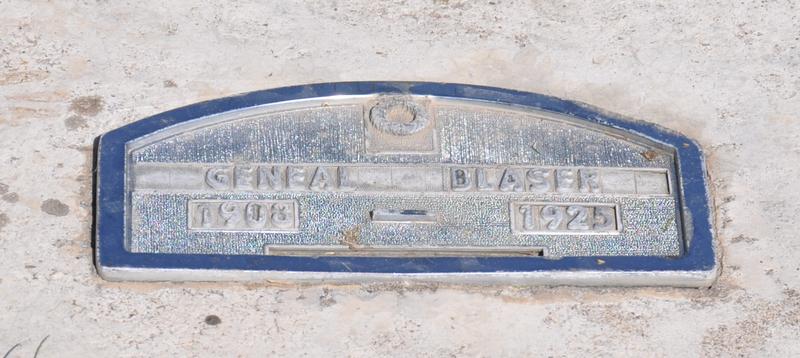 GENEAL BLASER
1908 1925